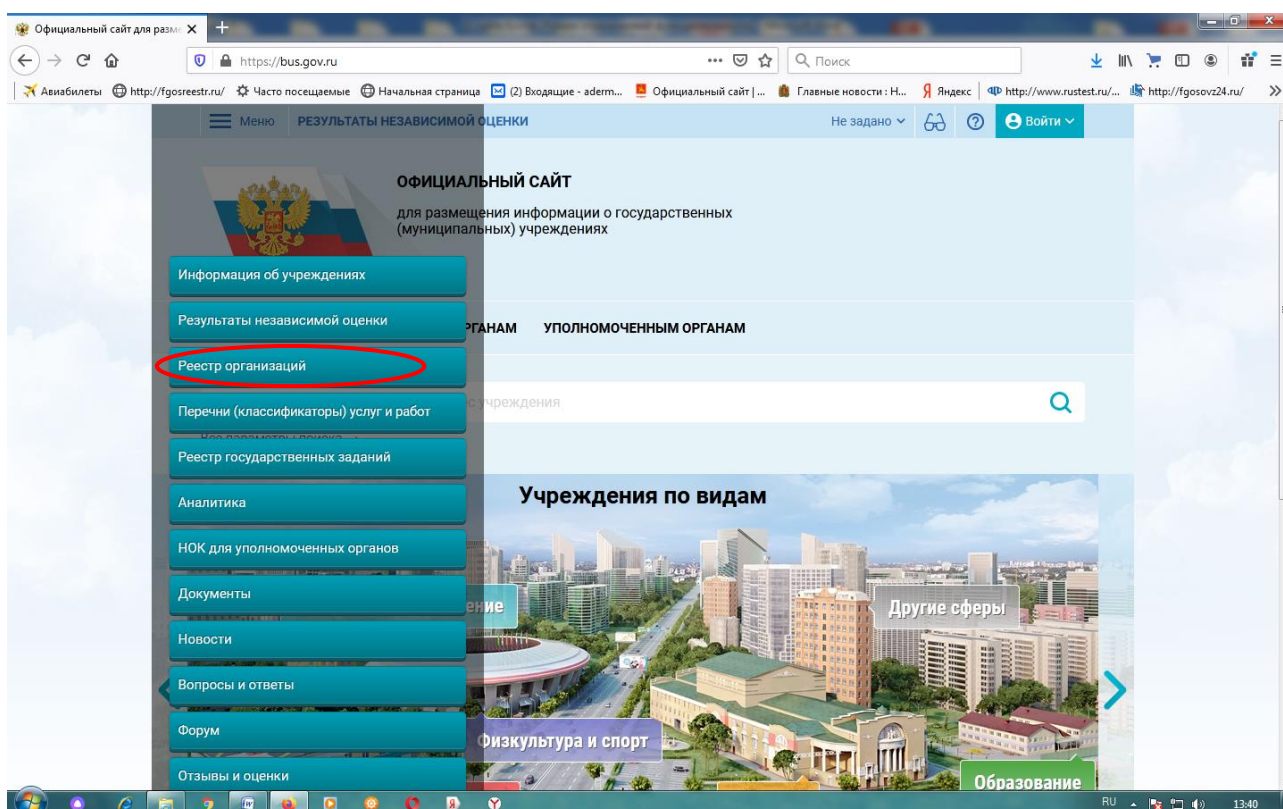 Официальный сайт для разме
https://bus.gov.ru
Поиск
Авиабилеты http://fgosreestr.ru/ Часто посещаемые Начальная страница (2) Входящие - aderm... Официальный сайт | ... Главные новости : Н... Яндекс http://www.rustest.ru/... http://fgosovz24.ru/
Меню РЕЗУЛЬТАТЫ НЕЗАВИСИМОЙ ОЦЕНКИ Не задано Войти
ОФИЦИАЛЬНЫЙ САЙТ
для размещения информации о государственных
(муниципальных) учреждениях
Информация об учреждениях
Результаты независимой оценки
РГАНАМ УПОЛНОМОЧЕННЫМ ОРГАНАМ
Реестр организаций
Перечни (классификаторы) услуг и работ
с учреждения
Реестр государственных заданий
Аналитика
Учреждения по видам
НОК для уполномоченных органов
Документы
ение
Другие сферы
Новости
Вопросы и ответы
Форум
Физкультура и спорт
Отзывы и оценки
Образование
RU 13:40